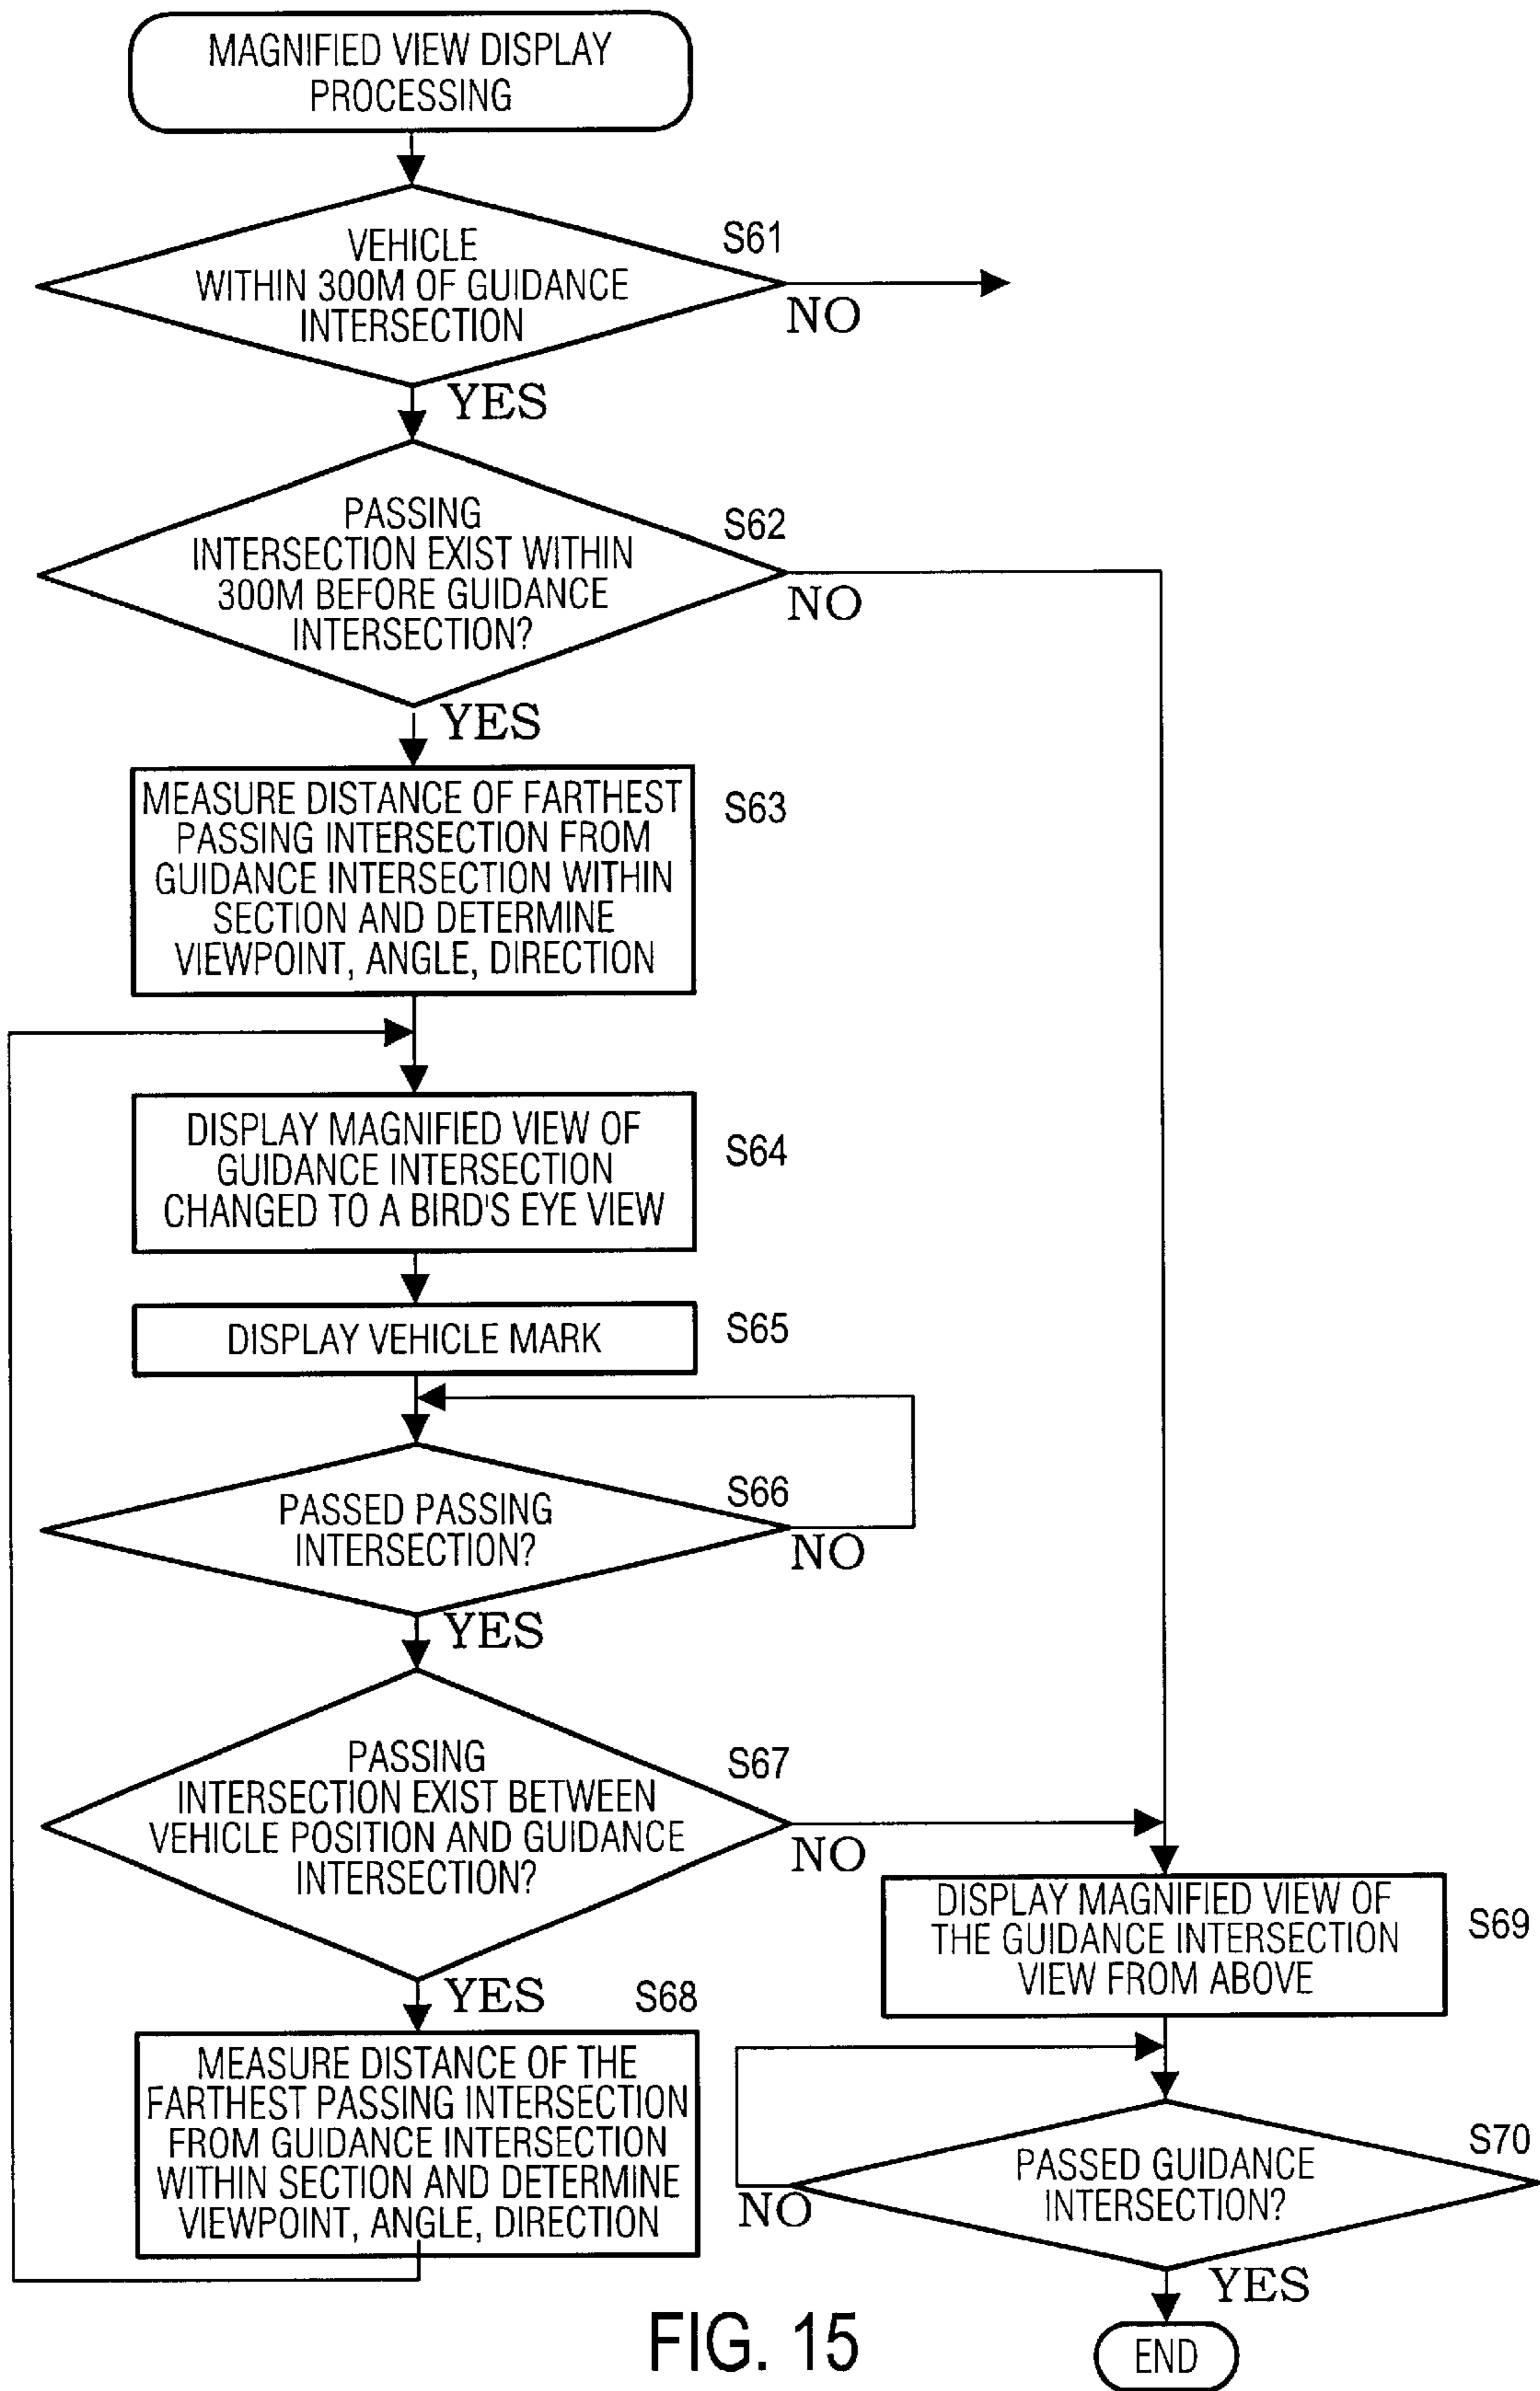 MAGNIFIED VIEW DISPLAY
PROCESSING
VEHICLE
WITHIN 300M OF GUIDANCE
INTERSECTION
S61
NO
YES
PASSING
INTERSECTION EXIST WITHIN
300M BEFORE GUIDANCE
INTERSECTION?
S62
NO
YES
MEASURE DISTANCE OF FARTHEST
PASSING INTERSECTION FROM
GUIDANCE INTERSECTION WITHIN
SECTION AND DETERMINE
VIEWPOINT, ANGLE, DIRECTION
S63
DISPLAY MAGNIFIED VIEW OF
GUIDANCE INTERSECTION
CHANGED TO A BIRD'S EYE VIEW
S64
DISPLAY VEHICLE MARK
S65
PASSED PASSING
INTERSECTION?
S66
NO
YES
PASSING
INTERSECTION EXIST BETWEEN
VEHICLE POSITION AND GUIDANCE
INTERSECTION?
S67
NO
YES
S68
MEASURE DISTANCE OF THE
FARTHEST PASSING INTERSECTION
FROM GUIDANCE INTERSECTION
WITHIN SECTION AND DETERMINE
VIEWPOINT, ANGLE, DIRECTION
DISPLAY MAGNIFIED VIEW OF
THE GUIDANCE INTERSECTION
VIEW FROM ABOVE
S69
PASSED GUIDANCE
INTERSECTION?
S70
NO
YES
END
FIG. 15